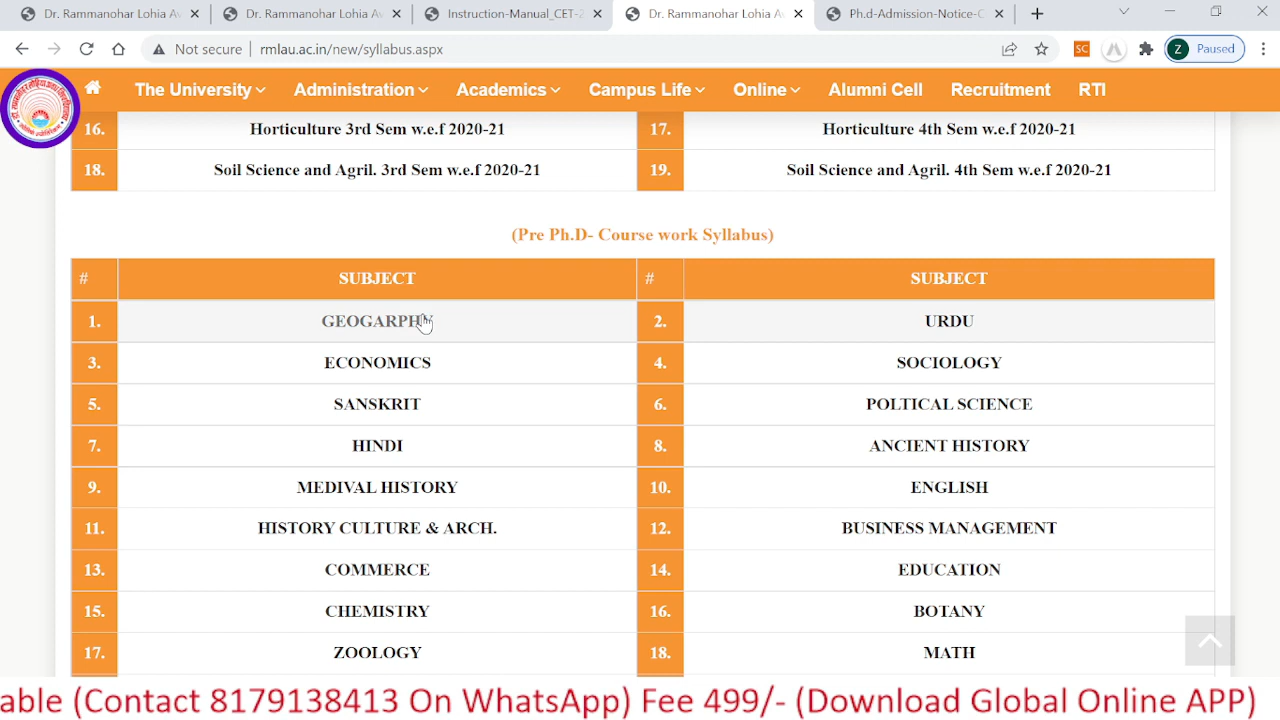 Dr. Rammanohar Lohia Av
Dr. Rammanohar Lohia Av
Instruction-Manual_CET-2
Dr. Rammanohar Lohia Av
Ph.d-Admission-Notice-C
Not secure
rmlau.ac.in/new/syllabus.aspx
SC
Z
Paused
The University
Administration
Academics
Campus Life
Online
Alumni Cell
Recruitment
RTI
16. Horticulture 3rd Sem w.e.f 2020-21 17. Horticulture 4th Sem w.e.f 2020-21
18. Soil Science and Agril. 3rd Sem w.e.f 2020-21 19. Soil Science and Agril. 4th Sem w.e.f 2020-21
(Pre Ph.D- Course work Syllabus)
# SUBJECT # SUBJECT
1. GEOGARPHY 2. URDU
3. ECONOMICS 4. SOCIOLOGY
5. SANSKRIT 6. POLTICAL SCIENCE
7. HINDI 8. ANCIENT HISTORY
9. MEDIVAL HISTORY 10. ENGLISH
11. HISTORY CULTURE & ARCH. 12. BUSINESS MANAGEMENT
13. COMMERCE 14. EDUCATION
15. CHEMISTRY 16. BOTANY
17. ZOOLOGY 18. MATH
able (Contact 8179138413 On WhatsApp) Fee 499/- (Download Global Online APP)